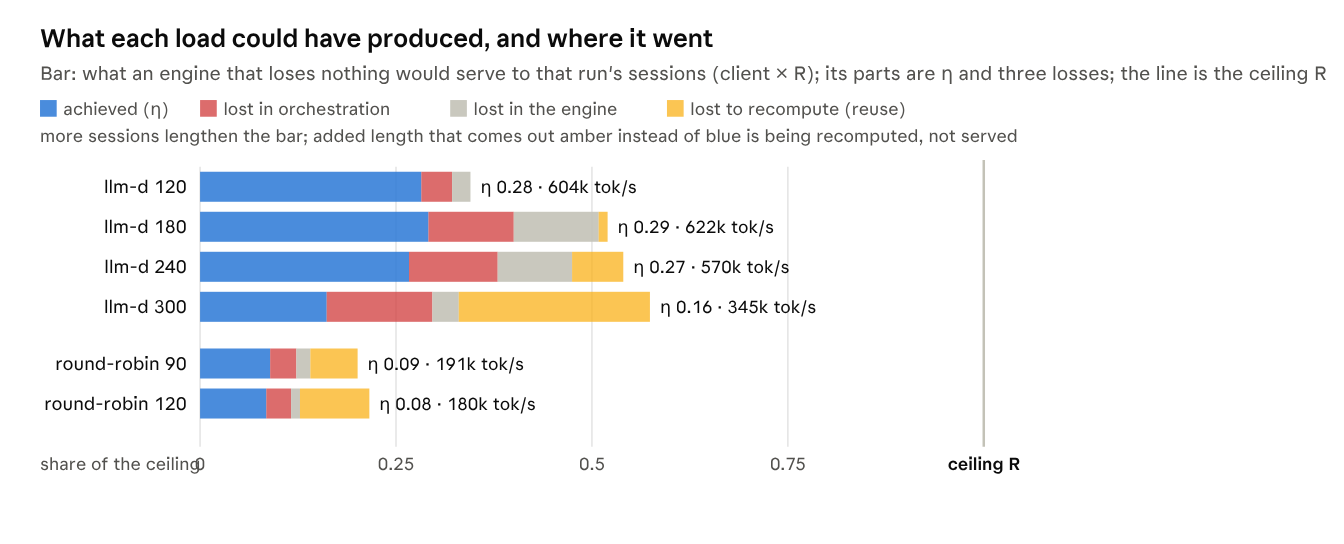 What each load could have produced, and where it went
Bar: what an engine that loses nothing would serve to that run's sessions (client × R); its parts are η and three losses; the line is the ceiling R
achieved (η) lost in orchestration lost in the engine lost to recompute (reuse)
more sessions lengthen the bar; added length that comes out amber instead of blue is being recomputed, not served
llm-d 120 η 0.28 · 604k tok/s
llm-d 180 η 0.29 · 622k tok/s
llm-d 240 η 0.27 · 570k tok/s
llm-d 300 η 0.16 · 345k tok/s
round-robin 90 η 0.09 · 191k tok/s
round-robin 120 η 0.08 · 180k tok/s
share of the ceiling 0 0.25 0.5 0.75 ceiling R